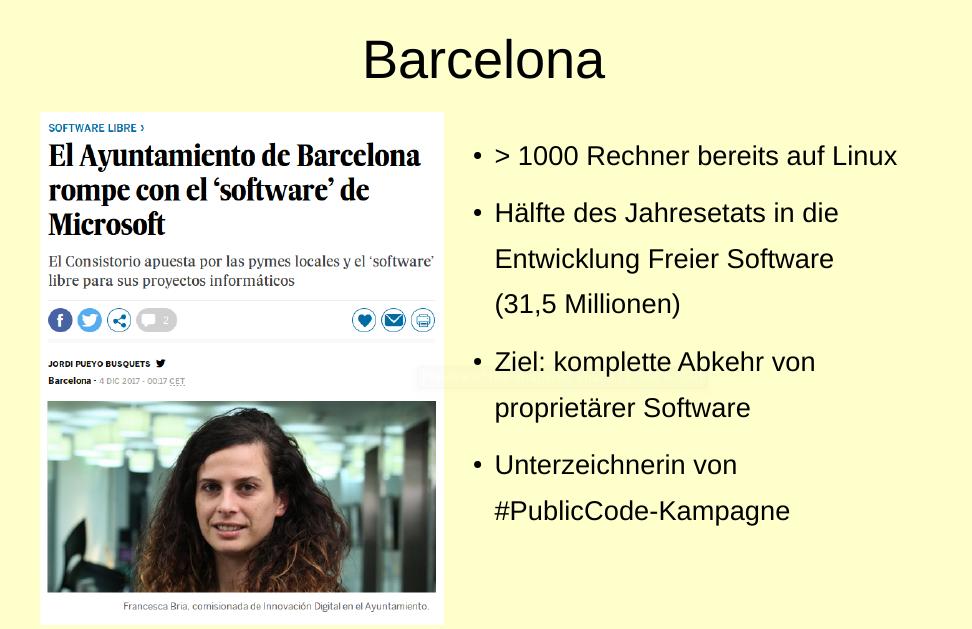 Barcelona
SOFTWARE LIBRE ›
El Ayuntamiento de Barcelona
rompe con el ‘software’ de
Microsoft
El Consistorio apuesta por las pymes locales y el ‘software’
libre para sus proyectos informáticos
2
JORDI PUEYO BUSQUETS
Barcelona - 4 DIC 2017 - 00:17 CET
Francesca Bria, comisionada de Innovación Digital en el Ayuntamiento.
• > 1000 Rechner bereits auf Linux
• Hälfte des Jahresetats in die
Entwicklung Freier Software
(31,5 Millionen)
• Ziel: komplette Abkehr von
proprietärer Software
• Unterzeichnerin von
#PublicCode-Kampagne